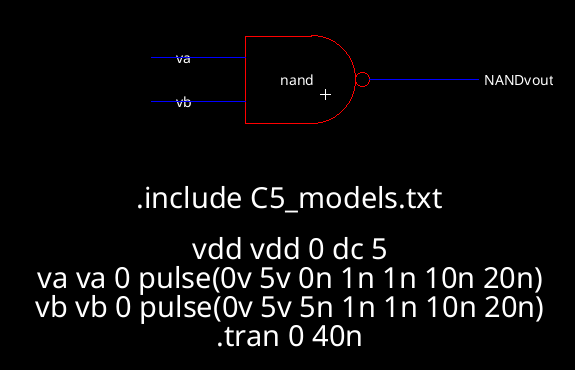 va
nand
NANDvout
vb
.include C5_models.txt
vdd vdd 0 dc 5
va va 0 pulse(0v 5v 0n 1n 1n 10n 20n)
vb vb 0 pulse(0v 5v 5n 1n 1n 10n 20n)
.tran 0 40n